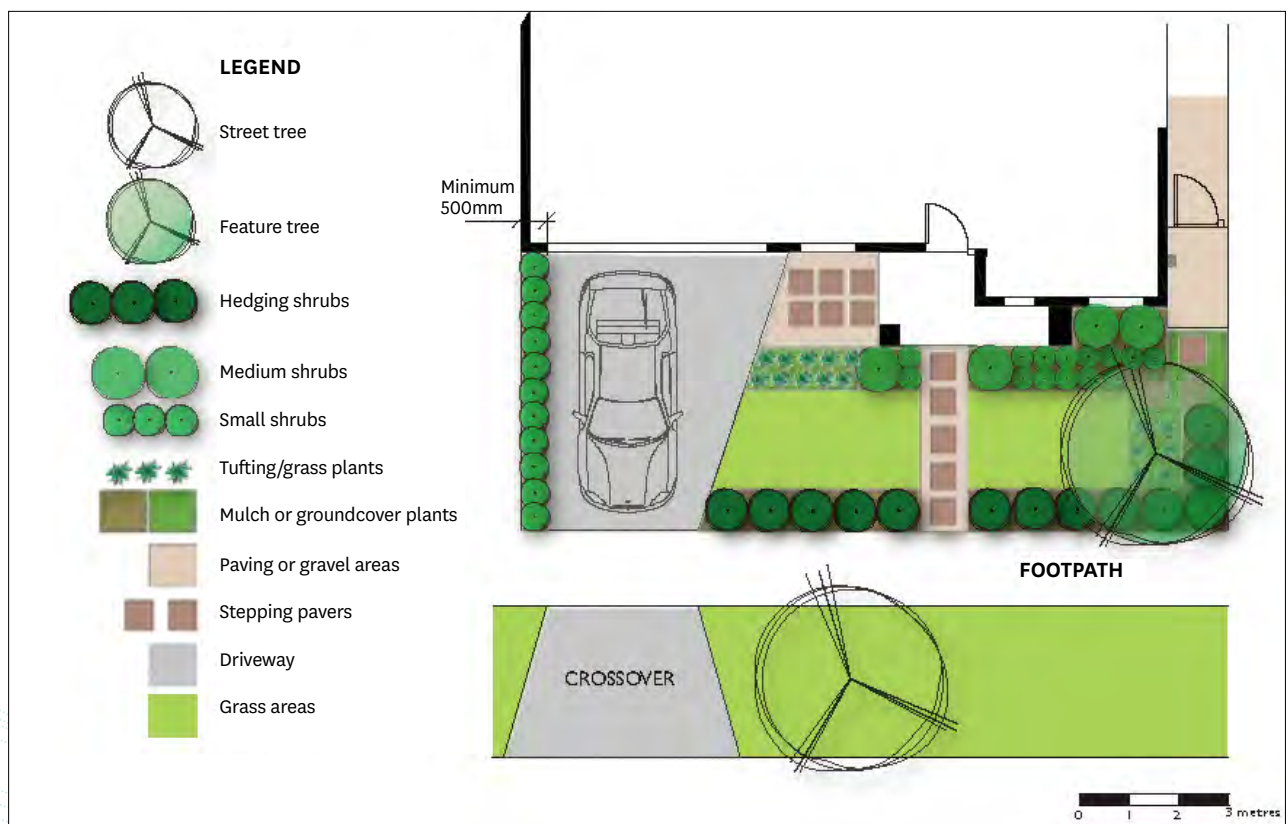 LEGEND
Street tree
Feature tree
Hedging shrubs
Medium shrubs
Small shrubs
Tufting/grass plants
Mulch or groundcover plants
Paving or gravel areas
Stepping pavers
Driveway
Grass areas
Minimum
500mm
FOOTPATH
CROSSOVER
0 1 2 3 metres